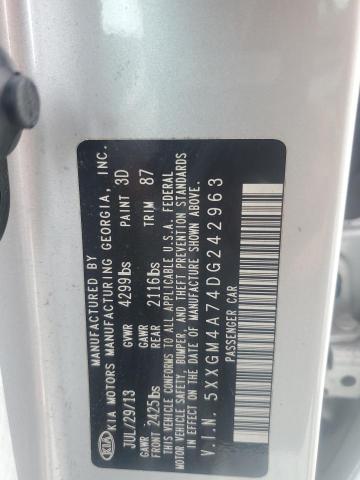 KIA
MANUFACTURED BY
KIA MOTORS MANUFACTURING GEORGIA, INC.
JUL/29/13 GVWR 4299lbs PAINT 3D
GAWR FRONT 2425lbs GAWR REAR 2116lbs TRIM 87
THIS VEHICLE CONFORMS TO ALL APPLICABLE U.S.A. FEDERAL
MOTOR VEHICLE SAFETY, BUMPER, AND THEFT PREVENTION STANDARDS
IN EFFECT ON THE DATE OF MANUFACTURE SHOWN ABOVE.
V.I.N. 5XXGM4A74DG242963
PASSENGER CAR